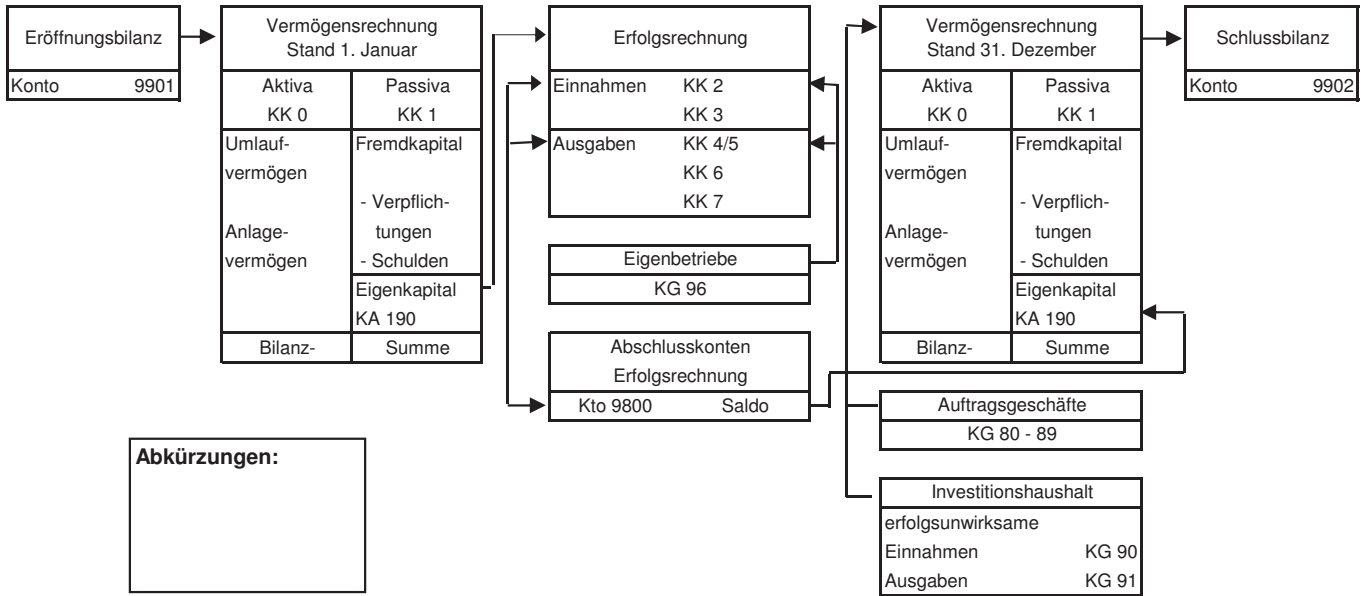 Eröffnungsbilanz
Konto 9901
Vermögensrechnung
Stand 1. Januar
Aktiva Passiva
KK 0 KK 1
Umlauf- Fremdkapital
vermögen
- Verpflich-
Anlage- tungen
vermögen - Schulden
Eigenkapital
KA 190
Bilanz- Summe
Erfolgsrechnung
Einnahmen KK 2
KK 3
Ausgaben KK 4/5
KK 6
KK 7
Eigenbetriebe
KG 96
Abschlusskonten
Erfolgsrechnung
Kto 9800 Saldo
Vermögensrechnung
Stand 31. Dezember
Aktiva Passiva
KK 0 KK 1
Umlauf- Fremdkapital
vermögen
- Verpflich-
Anlage- tungen
vermögen - Schulden
Eigenkapital
KA 190
Bilanz- Summe
Schlussbilanz
Konto 9902
Auftragsgeschäfte
KG 80 - 89
Investitionshaushalt
erfolgsunwirksame
Einnahmen KG 90
Ausgaben KG 91
Abkürzungen: